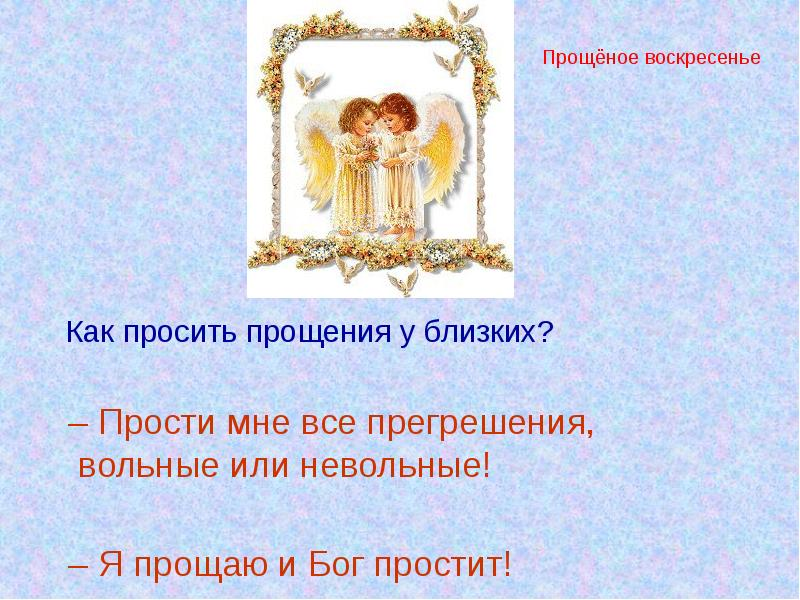 Прощёное воскресенье
Как просить прощения у близких?
– Прости мне все прегрешения,
вольные или невольные!
– Я прощаю и Бог простит!